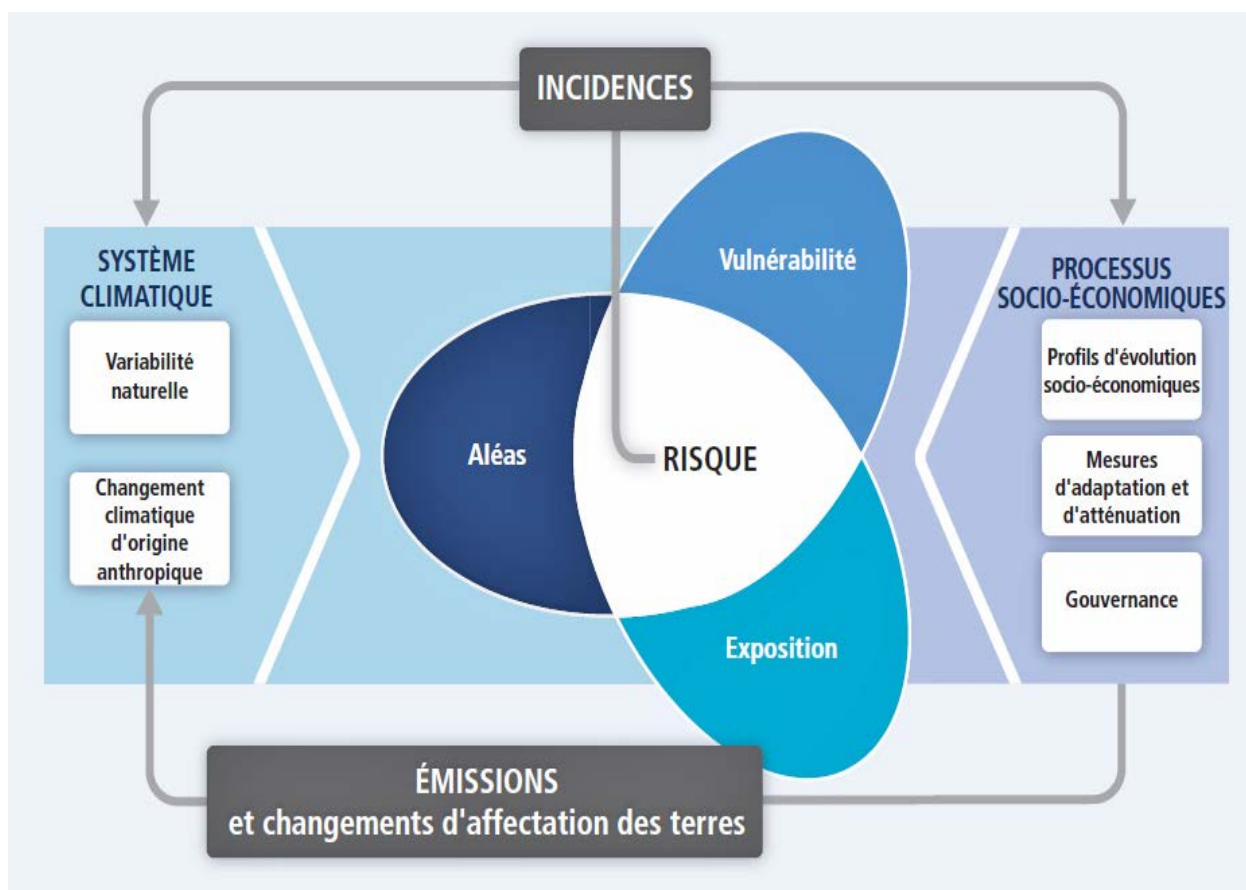 INCIDENCES
SYSTÈME
CLIMATIQUE
Variabilité
naturelle
Changement
climatique
d'origine
anthropique
Vulnérabilité
Aléas
RISQUE
Exposition
PROCESSUS
SOCIO-ÉCONOMIQUES
Profils d'évolution
socio-économiques
Mesures
d'adaptation et
d'atténuation
Gouvernance
ÉMISSIONS
et changements d'affectation des terres